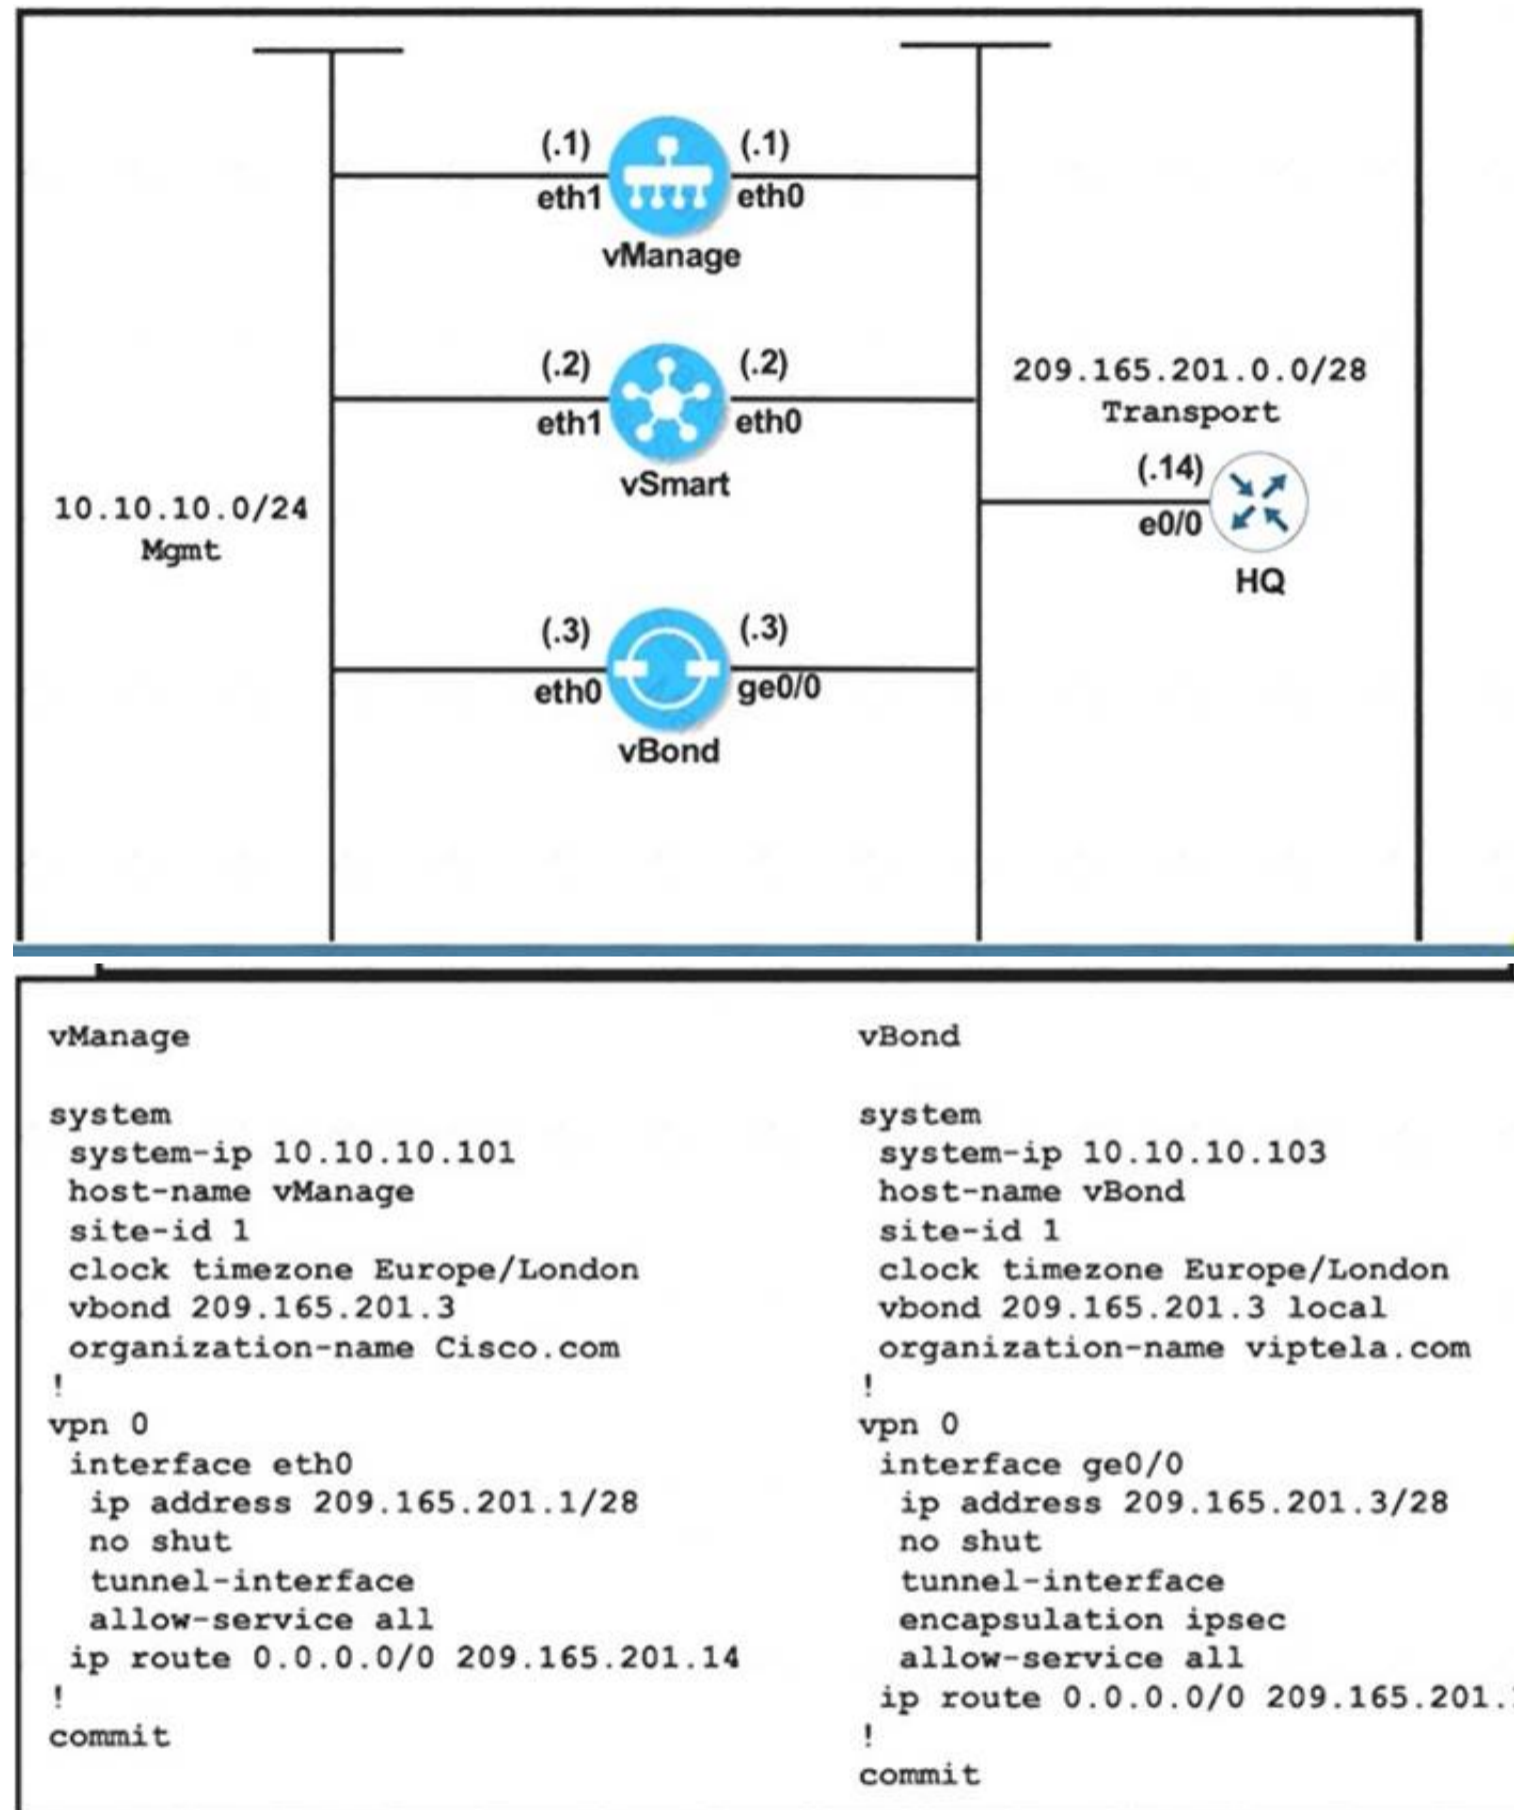 (.1) (.1)
eth1 eth0
vManage
(.2) (.2)
eth1 eth0
vSmart
209.165.201.0.0/28
Transport
(.14)
e0/0
HQ
10.10.10.0/24
Mgmt
(.3) (.3)
eth0 ge0/0
vBond
vManage
system
system-ip 10.10.10.101
host-name vManage
site-id 1
clock timezone Europe/London
vbond 209.165.201.3
organization-name Cisco.com
!
vpn 0
interface eth0
ip address 209.165.201.1/28
no shut
tunnel-interface
allow-service all
ip route 0.0.0.0/0 209.165.201.14
!
commit
vBond
system
system-ip 10.10.10.103
host-name vBond
site-id 1
clock timezone Europe/London
vbond 209.165.201.3 local
organization-name viptela.com
!
vpn 0
interface ge0/0
ip address 209.165.201.3/28
no shut
tunnel-interface
encapsulation ipsec
allow-service all
ip route 0.0.0.0/0 209.165.201.
!
commit